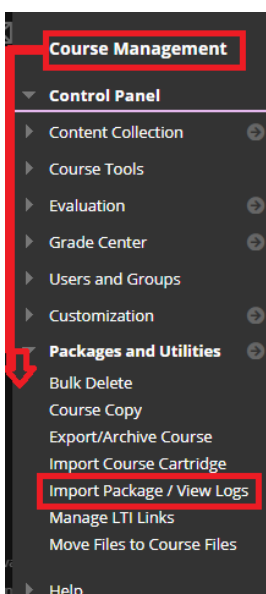 Course Management
Control Panel
Content Collection
Course Tools
Evaluation
Grade Center
Users and Groups
Customization
Packages and Utilities
Bulk Delete
Course Copy
Export/Archive Course
Import Course Cartridge
Import Package / View Logs
Manage LTI Links
Move Files to Course Files
Help